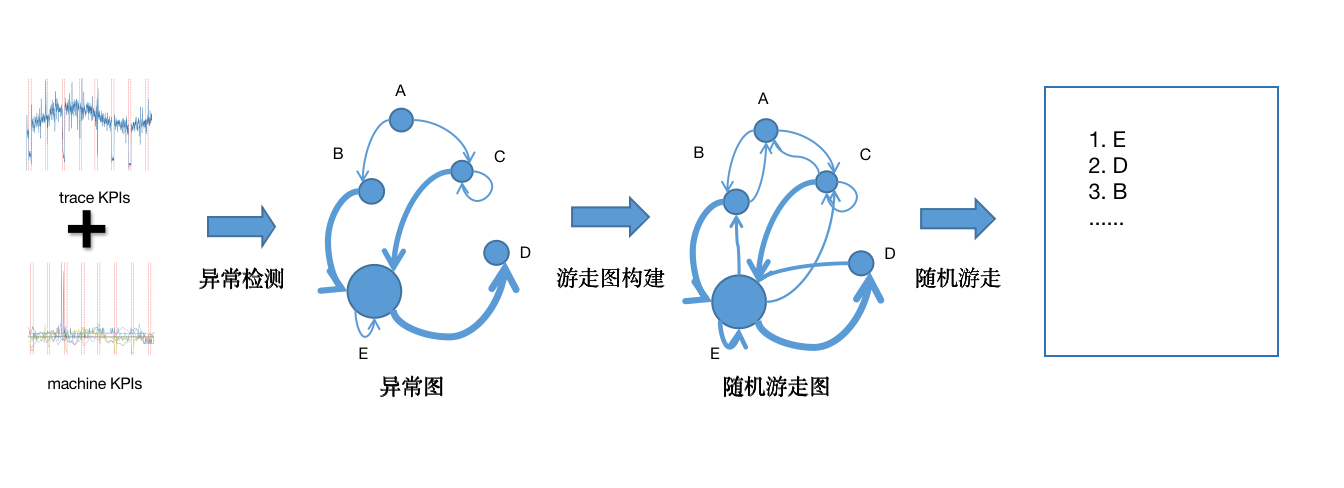 trace KPIs
machine KPIs
异常检测
A
B
C
D
E
异常图
游走图构建
A
B
C
D
E
随机游走图
随机游走
1. E
2. D
3. B
......